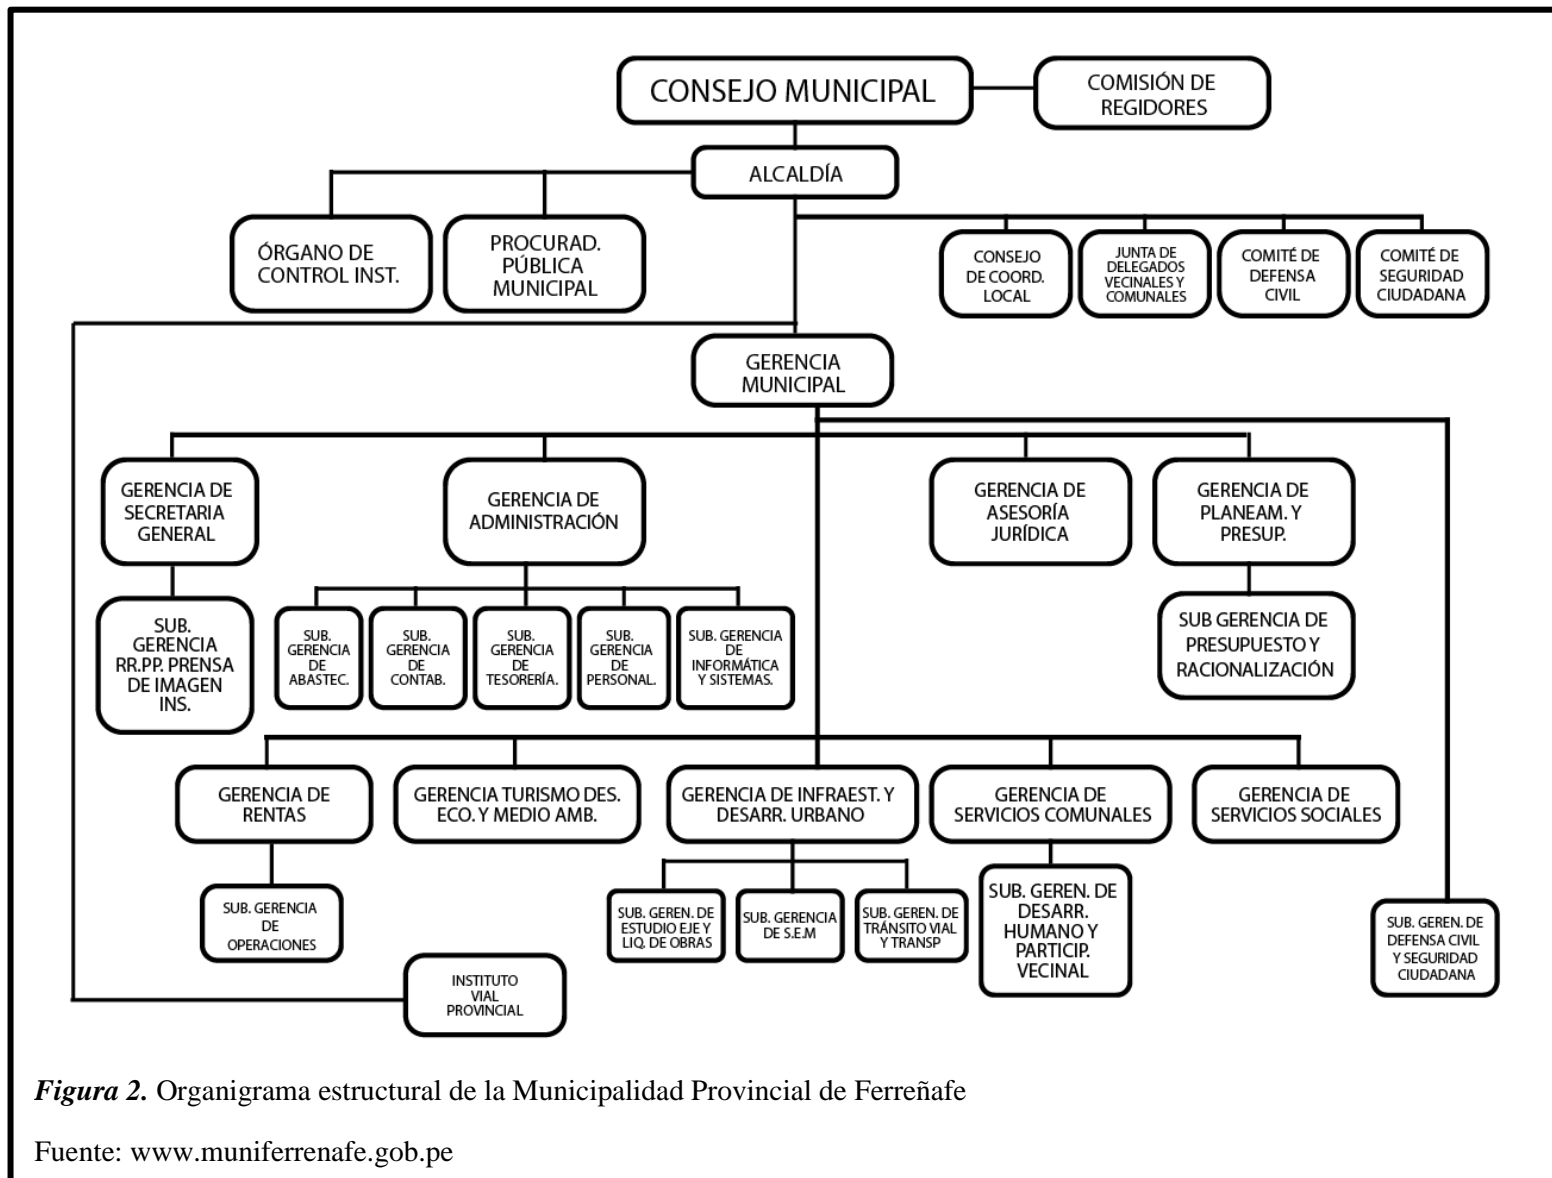 CONSEJO MUNICIPAL
COMISIÓN DE
REGIDORES
ALCALDÍA
ÓRGANO DE
CONTROL INST.
PROCURAD.
PÚBLICA
MUNICIPAL
CONSEJO
DE COORD.
LOCAL
JUNTA DE
DELEGADOS
VECINALES Y
COMUNALES
COMITÉ DE
DEFENSA
CIVIL
COMITÉ DE
SEGURIDAD
CIUDADANA
GERENCIA
MUNICIPAL
GERENCIA DE
SECRETARIA
GENERAL
GERENCIA DE
ADMINISTRACIÓN
GERENCIA DE
ASESORÍA
JURÍDICA
GERENCIA DE
PLANEAM. Y
PRESUP.
SUB.
GERENCIA
RR.PP. PRENSA
DE IMAGEN
INS.
SUB.
GERENCIA
DE
ABASTEC.
SUB.
GERENCIA
DE
CONTAB.
SUB.
GERENCIA
DE
TESORERÍA.
SUB.
GERENCIA
DE
PERSONAL.
SUB. GERENCIA
DE
INFORMÁTICA
Y SISTEMAS.
SUB GERENCIA DE
PRESUPUESTO Y
RACIONALIZACIÓN
GERENCIA DE
RENTAS
GERENCIA TURISMO DES.
ECO. Y MEDIO AMB.
GERENCIA DE INFRAEST. Y
DESARR. URBANO
GERENCIA DE
SERVICIOS COMUNALES
GERENCIA DE
SERVICIOS SOCIALES
SUB. GERENCIA
DE
OPERACIONES
SUB. GEREN. DE
ESTUDIO EJE Y
LIQ. DE OBRAS
SUB. GERENCIA
DE S.E.M
SUB. GEREN. DE
TRÁNSITO VIAL
Y TRANSP
SUB. GEREN. DE
DESARR.
HUMANO Y
PARTICIP.
VECINAL
SUB. GEREN. DE
DEFENSA CIVIL
Y SEGURIDAD
CIUDADANA
INSTITUTO
VIAL
PROVINCIAL
Figura 2. Organigrama estructural de la Municipalidad Provincial de Ferreñafe
Fuente: www.muniferrenafe.gob.pe